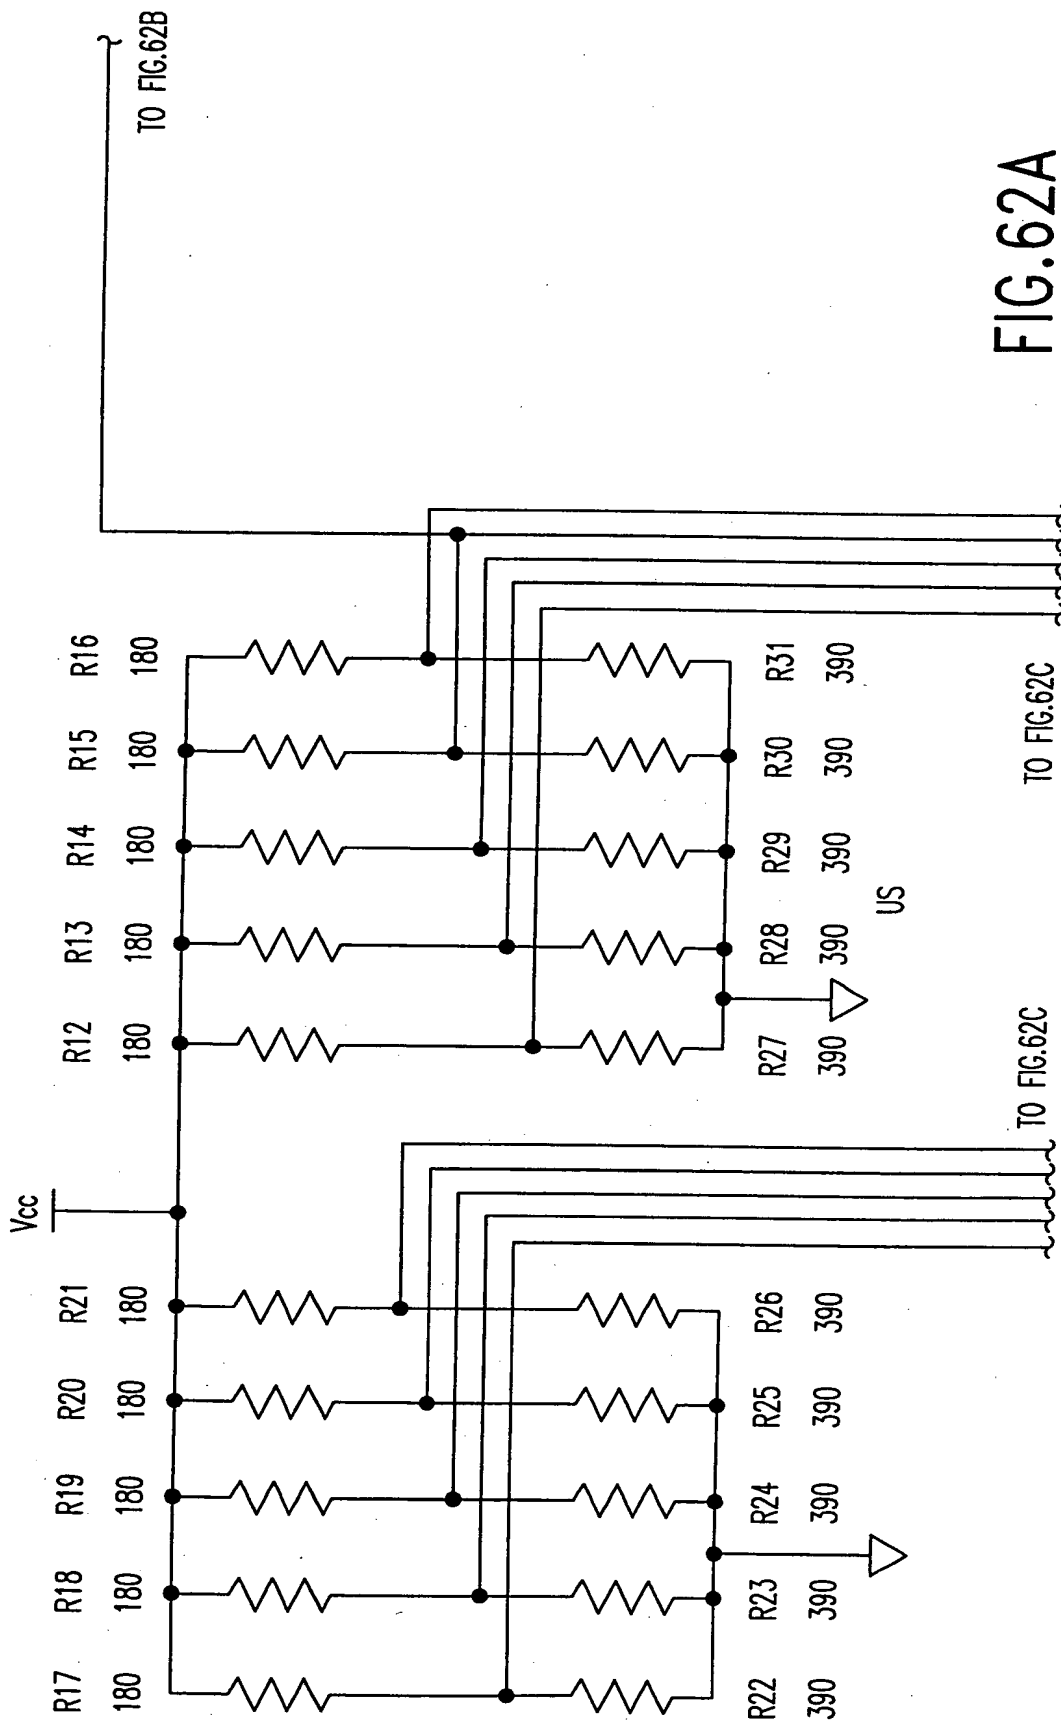 TO FIG.62B
Vcc
R17 R18 R19 R20 R21 R12 R13 R14 R15 R16
180 180 180 180 180 180 180 180 180 180
R22 R23 R24 R25 R26 R27 R28 R29 R30 R31
390 390 390 390 390 390 390 390 390 390
US
TO FIG.62C TO FIG.62C
FIG.62A